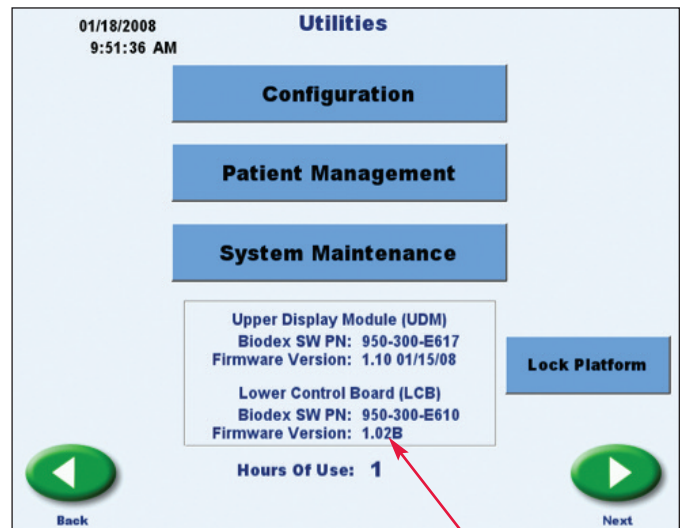 01/18/2008
9:51:36 AM
Utilities
Configuration
Patient Management
System Maintenance
Upper Display Module (UDM)
Biodex SW PN: 950-300-E617
Firmware Version: 1.10 01/15/08
Lower Control Board (LCB)
Biodex SW PN: 950-300-E610
Firmware Version: 1.02B
Lock Platform
Hours Of Use: 1
Back
Next